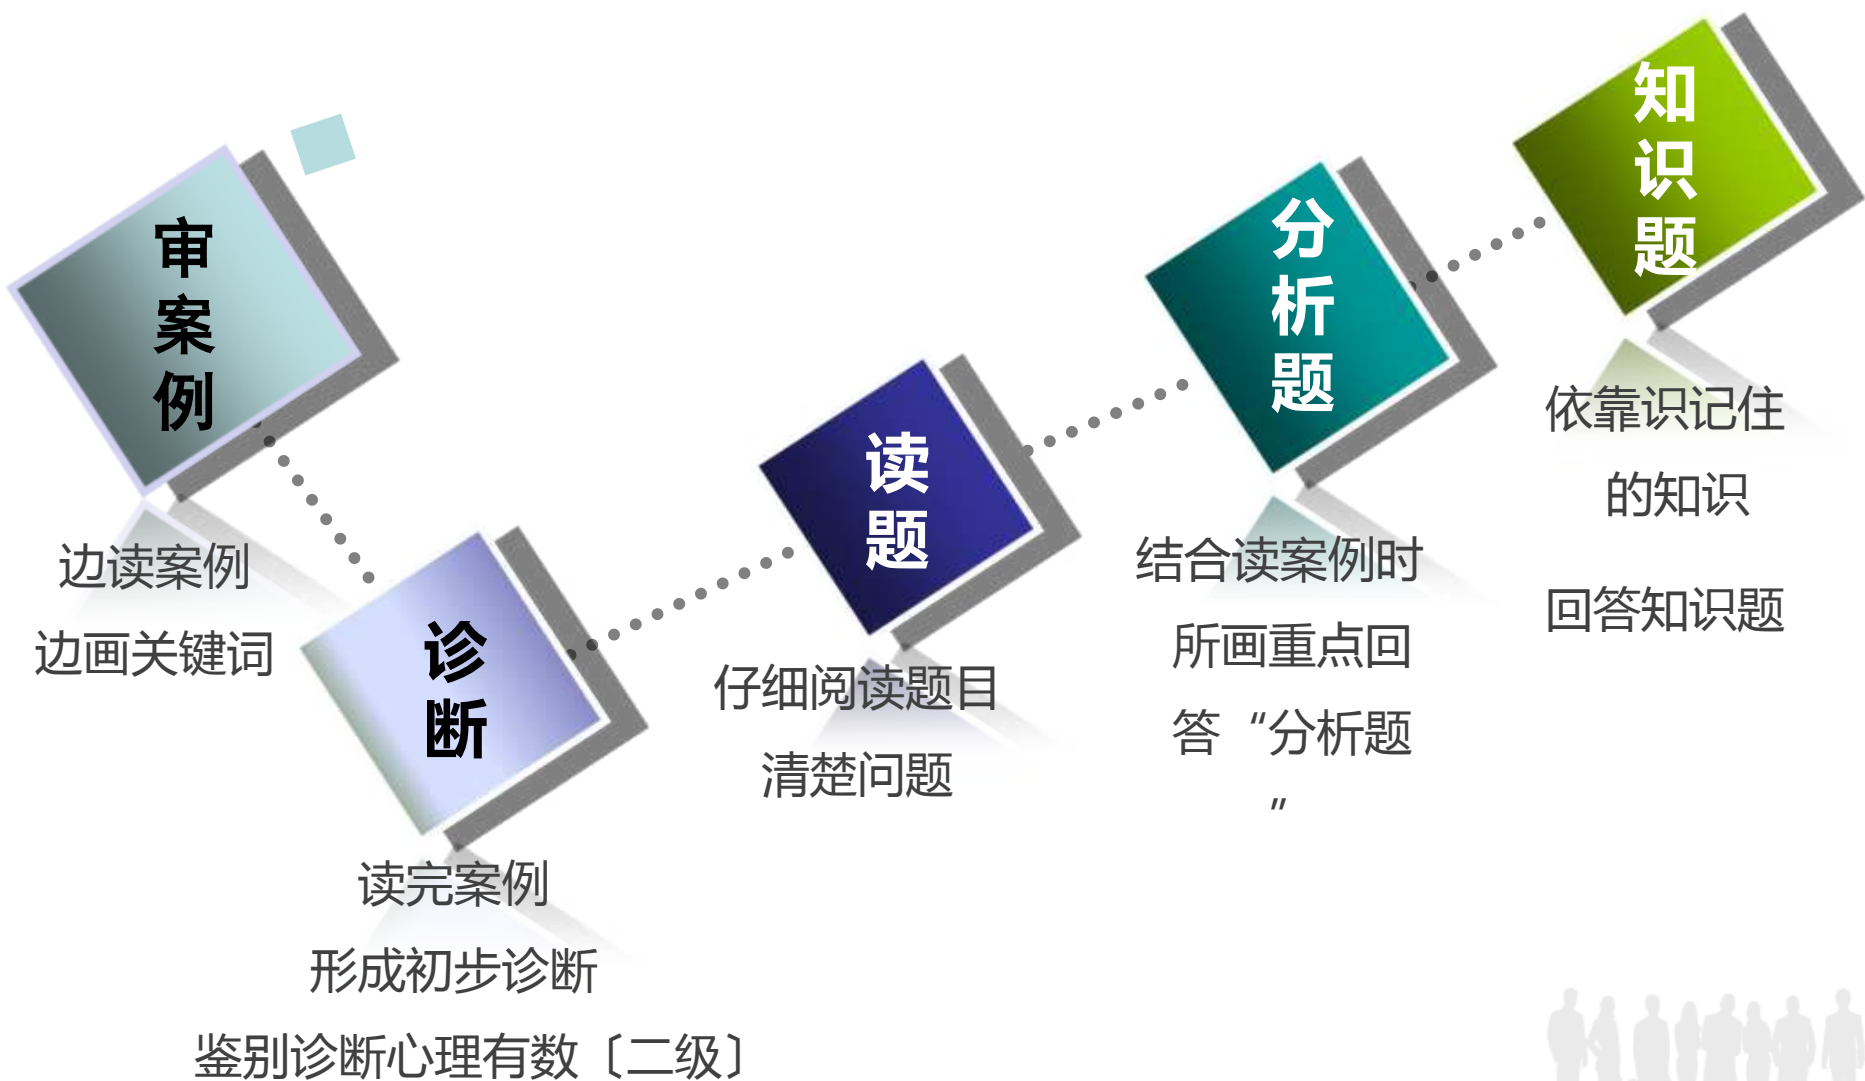 审案例
边读案例
边画关键词
诊断
读完案例
形成初步诊断
鉴别诊断心理有数〔二级〕
读题
仔细阅读题目
清楚问题
分析题
结合读案例时
所画重点回
答“分析题
”
知识题
依靠识记住
的知识
回答知识题